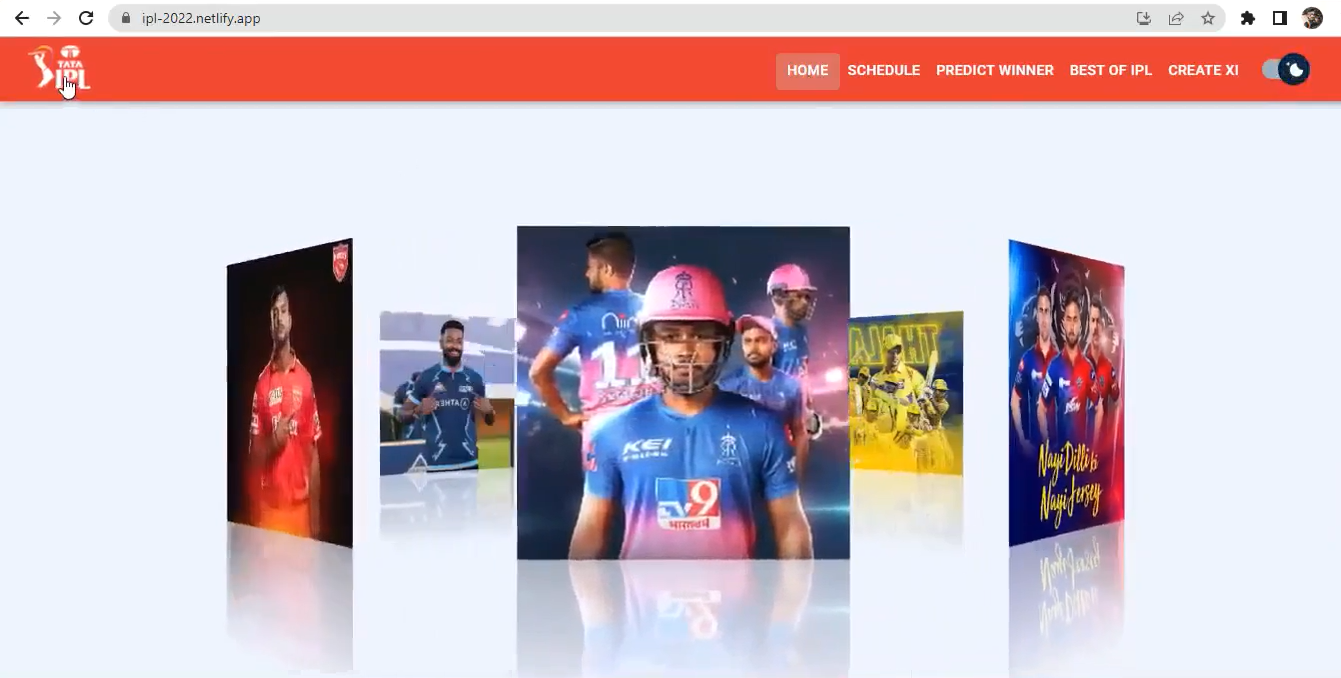 ipl-2022.netlify.app
TATA
IPL
HOME SCHEDULE PREDICT WINNER BEST OF IPL CREATE XI
KEI
TV9
भारतवर्ष
Nayi Dilli ki
Nayi Jersey